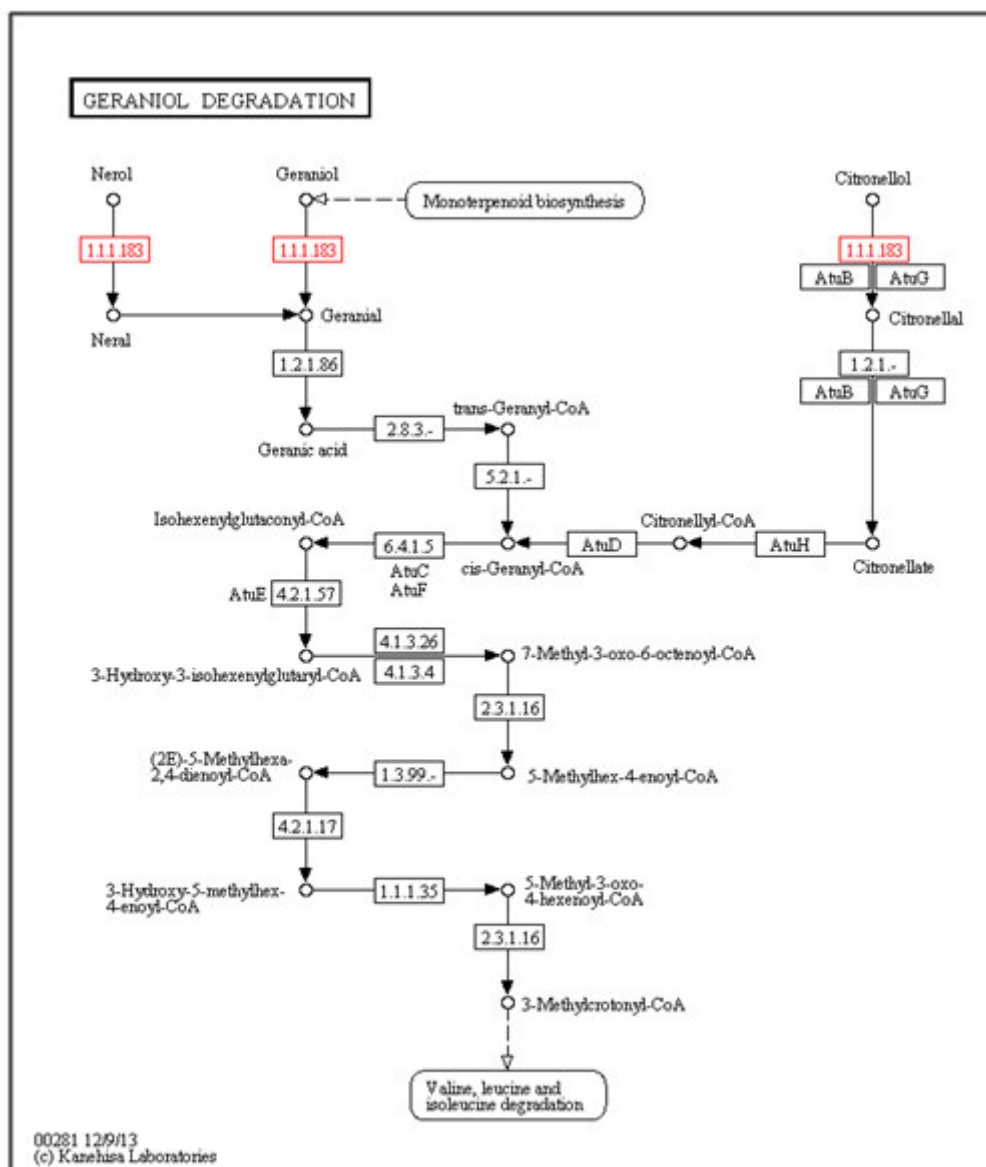 GERANIOL DEGRADATION
Nerol
Geraniol
Citronellol
Monoterpenoid biosynthesis
1.1.1.183
1.1.1.183
1.1.1.183
AtuB
AtuG
Neral
Geranial
Citronellal
1.2.1.86
1.2.1.-
AtuB
AtuG
trans-Geranyl-CoA
2.8.3.-
Geranic acid
5.2.1.-
Isohexenylglutaconyl-CoA
Citronellyl-CoA
6.4.1.5
AtuD
AtuH
AtuC
AtuF
cis-Geranyl-CoA
Citronellate
AtuE
4.2.1.57
4.1.3.26
7-Methyl-3-oxo-6-octenoyl-CoA
3-Hydroxy-3-isohexenylglutaryl-CoA
4.1.3.4
2.3.1.16
(2E)-5-Methylhexa-
2,4-dienoyl-CoA
1.3.99.-
5-Methylhex-4-enoyl-CoA
4.2.1.17
3-Hydroxy-5-methylhex-
4-enoyl-CoA
1.1.1.35
5-Methyl-3-oxo-
4-hexenoyl-CoA
2.3.1.16
3-Methylcrotonyl-CoA
Valine, leucine and
isoleucine degradation
00281 12/9/13
(c) Kanehisa Laboratories